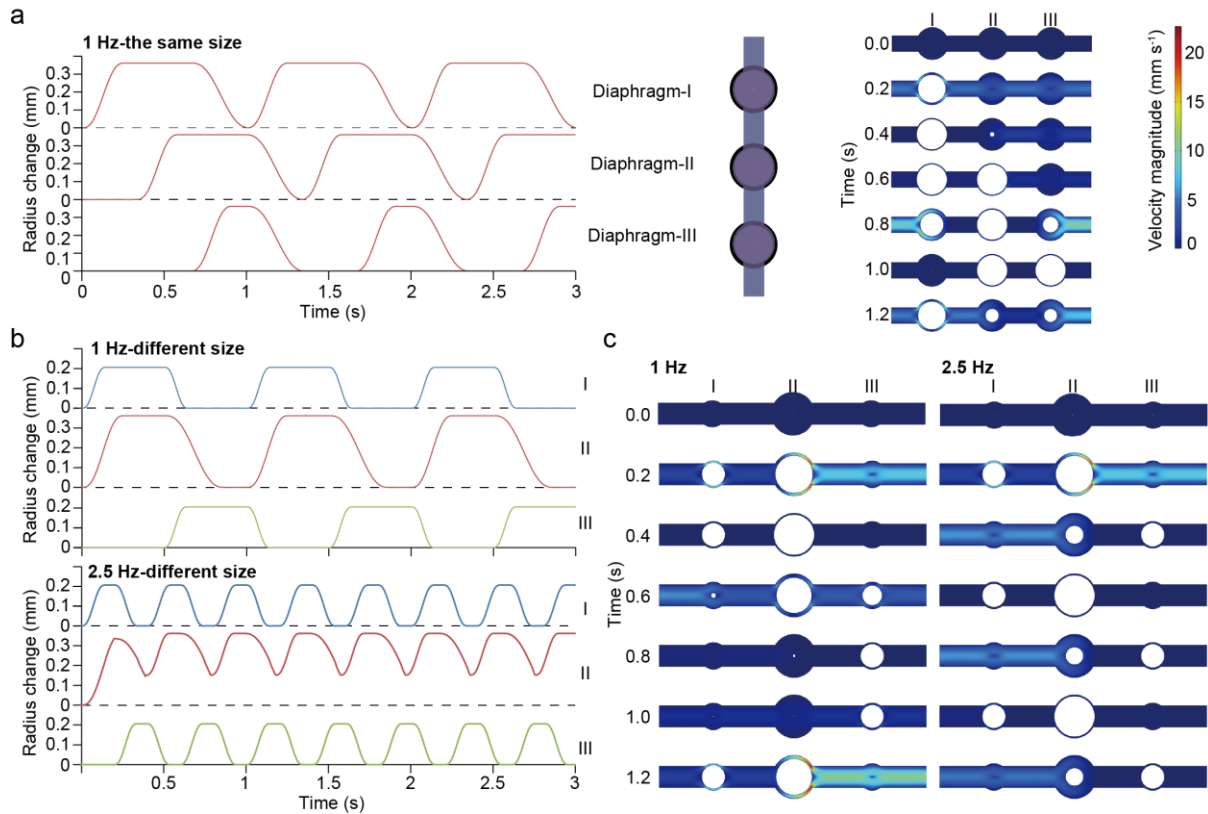 a
1 Hz-the same size
Radius change (mm)
0.3
0.2
0.1
0
0.3
0.2
0.1
0
0.3
0.2
0.1
0
0 0.5 1 1.5 2 2.5 3
Time (s)
Diaphragm-I
Diaphragm-II
Diaphragm-III
I II III
Time (s)
0.0
0.2
0.4
0.6
0.8
1.0
1.2
Velocity magnitude (mm s⁻¹)
20
15
10
5
0
b
1 Hz-different size
Radius change (mm)
0.2
0.1
0
I
0.3
0.2
0.1
0
II
0.2
0.1
0
III
2.5 Hz-different size
Radius change (mm)
0.2
0.1
0
I
0.3
0.2
0.1
0
II
0.2
0.1
0
III
0.5 1 1.5 2 2.5 3
Time (s)
c
1 Hz 2.5 Hz
I II III I II III
Time (s)
0.0
0.2
0.4
0.6
0.8
1.0
1.2